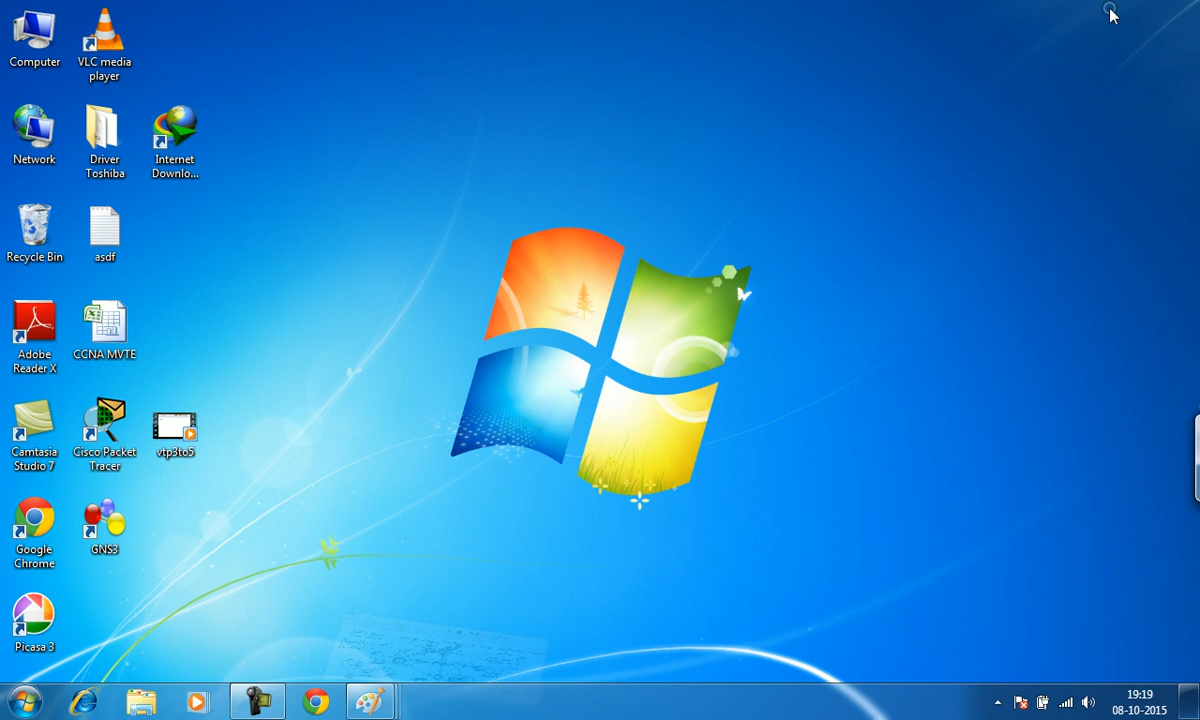 Computer
VLC media
player
Network
Driver
Toshiba
Internet
Downlo...
Recycle Bin
asdf
Adobe
Reader X
CCNA MVTE
Camtasia
Studio 7
Cisco Packet
Tracer
vtp3to5
Google
Chrome
GNS3
Picasa 3
19:19
08-10-2015